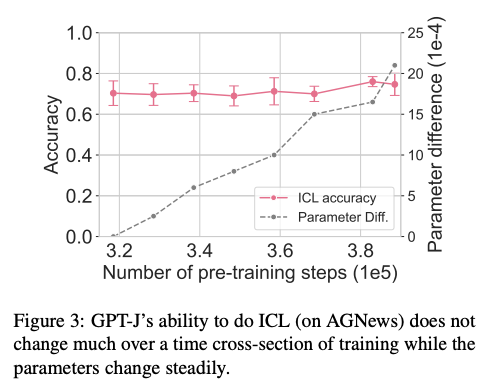 1.0
0.8
0.6
0.4
0.2
0.0
Accuracy
25
20
15
10
5
0
Parameter difference (1e-4)
ICL accuracy
Parameter Diff.
3.2 3.4 3.6 3.8
Number of pre-training steps (1e5)
Figure 3: GPT-J's ability to do ICL (on AGNews) does not
change much over a time cross-section of training while the
parameters change steadily.